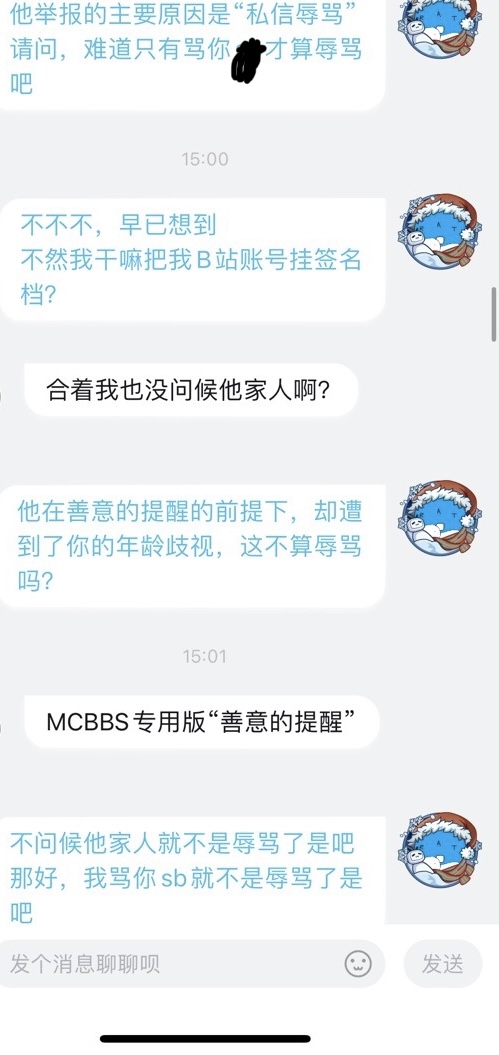 他举报的主要原因是“私信辱骂”
请问，难道只有骂你 才算辱骂
吧
15:00
不不不，早已想到
不然我干嘛把我B站账号挂签名
档？
合着我也没问候他家人啊？
他在善意的提醒的前提下，却遭
到了你的年龄歧视，这不算辱骂
吗？
15:01
MCBBS专用版“善意的提醒”
不问候他家人就不是辱骂了是吧
那好，我骂你sb就不是辱骂了是
吧
发个消息聊聊呗
发送